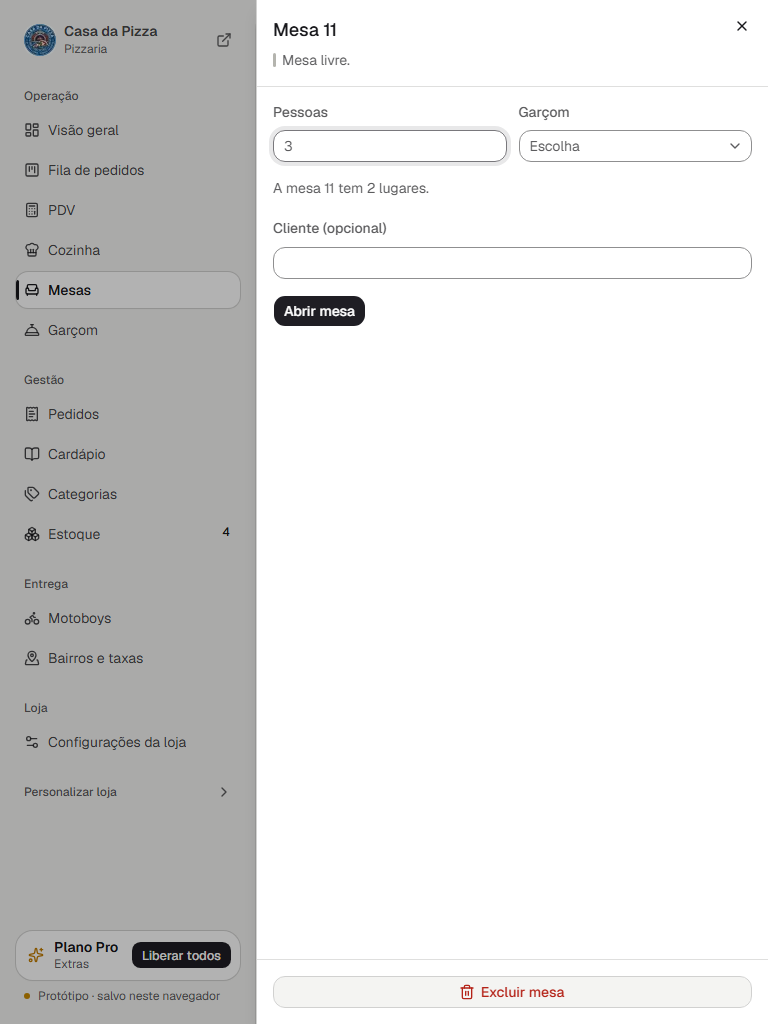 Casa da Pizza
Pizzaria
Operação
Visão geral
Fila de pedidos
PDV
Cozinha
Mesas
Garçom
Gestão
Pedidos
Cardápio
Categorias
Estoque 4
Entrega
Motoboys
Bairros e taxas
Loja
Configurações da loja
Personalizar loja
Plano Pro
Extras
Liberar todos
Protótipo · salvo neste navegador
Mesa 11
Mesa livre.
Pessoas
3
Garçom
Escolha
A mesa 11 tem 2 lugares.
Cliente (opcional)
Abrir mesa
Excluir mesa